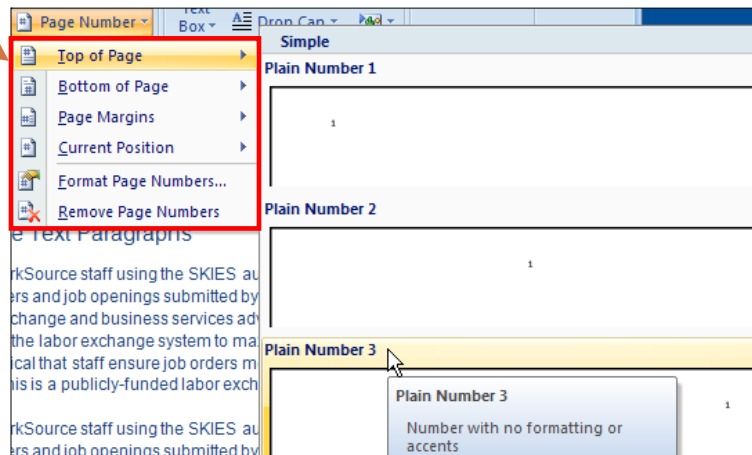 Page Number
Text
Box
Drop Cap
Top of Page
Bottom of Page
Page Margins
Current Position
Format Page Numbers...
Remove Page Numbers
Simple
Plain Number 1
1
Plain Number 2
1
Plain Number 3
1
Plain Number 3
Number with no formatting or
accents
e Text Paragraphs
rkSource staff using the SKIES au
ers and job openings submitted by
change and business services adv
the labor exchange system to ma
ical that staff ensure job orders m
is is a publicly-funded labor exch
rkSource staff using the SKIES au
ers and job openings submitted by